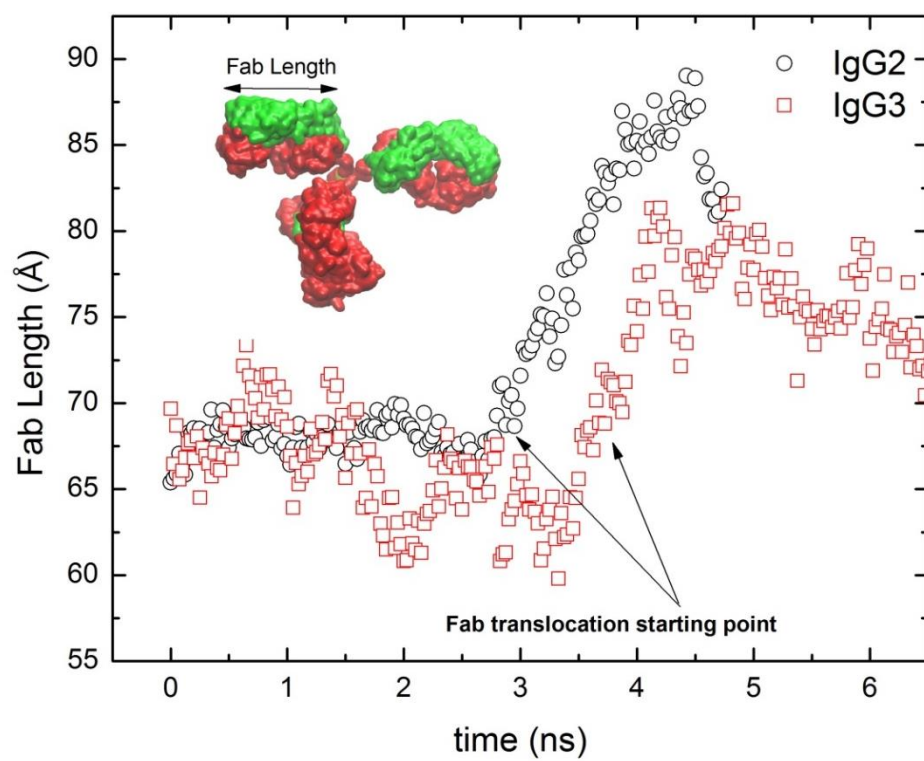 Fab Length
IgG2
IgG3
90
85
80
75
70
65
60
55
Fab Length (Å)
Fab translocation starting point
0 1 2 3 4 5 6
time (ns)